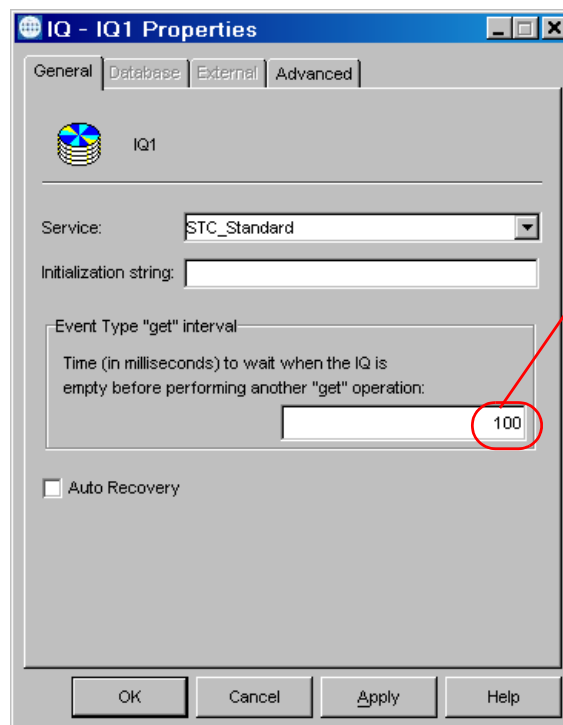 IQ - IQ1 Properties
General Database External Advanced
IQ1
Service: STC_Standard
Initialization string:
Event Type "get" interval
Time (in milliseconds) to wait when the IQ is
empty before performing another "get" operation:
100
Auto Recovery
OK Cancel Apply Help